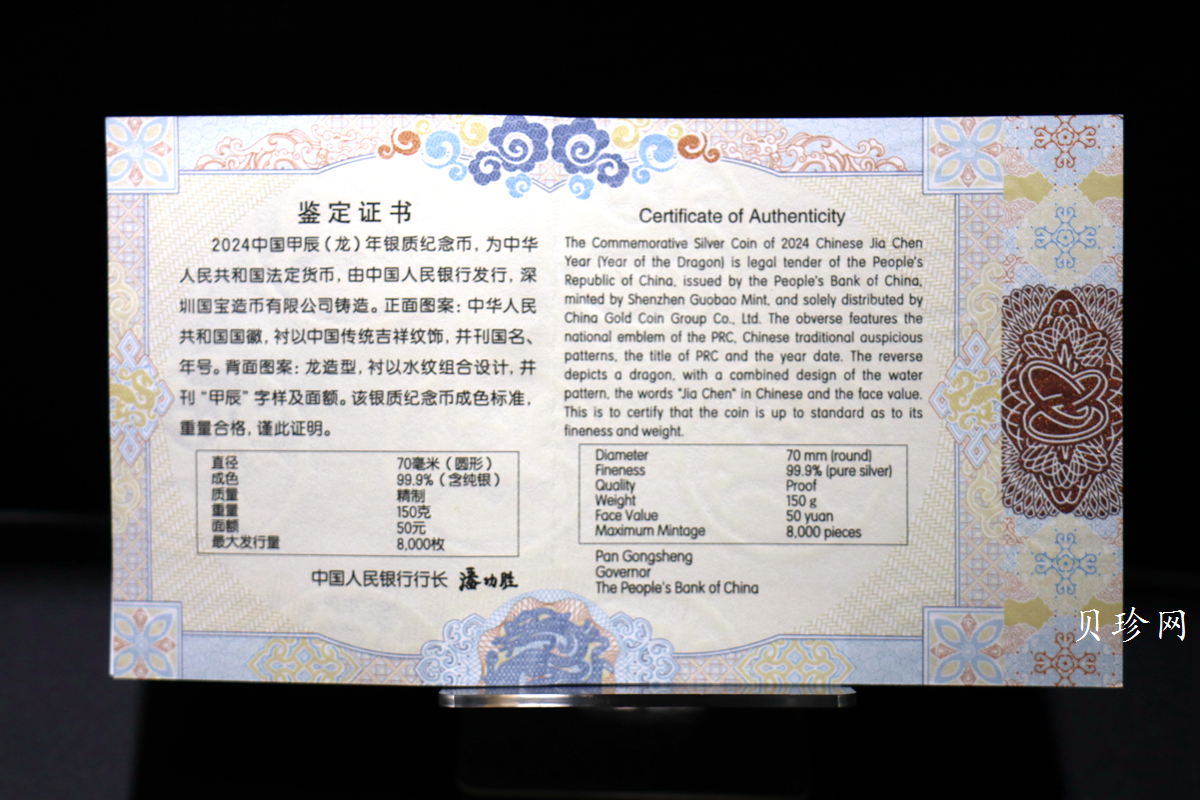 鉴定证书
2024中国甲辰（龙）年银质纪念币，为中华
人民共和国法定货币，由中国人民银行发行，深
圳国宝造币有限公司铸造。正面图案：中华人民
共和国国徽，衬以中国传统吉祥纹饰，并刊国名、
年号。背面图案：龙造型，衬以水纹组合设计，并
刊“甲辰”字样及面额。该银质纪念币成色标准，
重量合格，谨此证明。
直径 70毫米（圆形）
成色 99.9%（含纯银）
质量 精制
重量 150克
面额 50元
最大发行量 8,000枚
中国人民银行行长 潘功胜
Certificate of Authenticity
The Commemorative Silver Coin of 2024 Chinese Jia Chen
Year (Year of the Dragon) is legal tender of the People's
Republic of China, issued by the People's Bank of China,
minted by Shenzhen Guobao Mint, and solely distributed by
China Gold Coin Group Co., Ltd. The obverse features the
national emblem of the PRC, Chinese traditional auspicious
patterns, the title of PRC and the year date. The reverse
depicts a dragon, with a combined design of the water
pattern, the words "Jia Chen" in Chinese and the face value.
This is to certify that the coin is up to standard as to its
fineness and weight.
Diameter 70 mm (round)
Fineness 99.9% (pure silver)
Quality Proof
Weight 150 g
Face Value 50 yuan
Maximum Mintage 8,000 pieces
Pan Gongsheng
Governor
The People's Bank of China
贝珍网